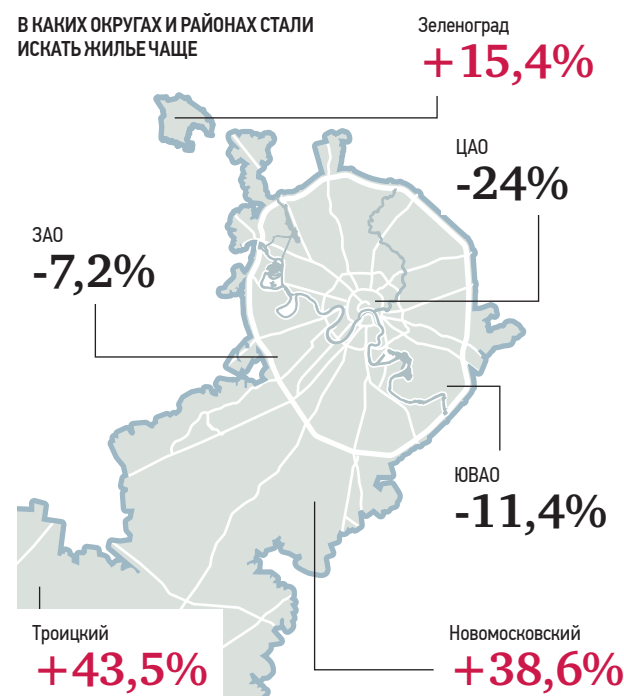 В КАКИХ ОКРУГАХ И РАЙОНАХ СТАЛИ
ИСКАТЬ ЖИЛЬЕ ЧАЩЕ
Зеленоград
+15,4%
ЦАО
-24%
ЗАО
-7,2%
ЮВАО
-11,4%
Троицкий
+43,5%
Новомосковский
+38,6%